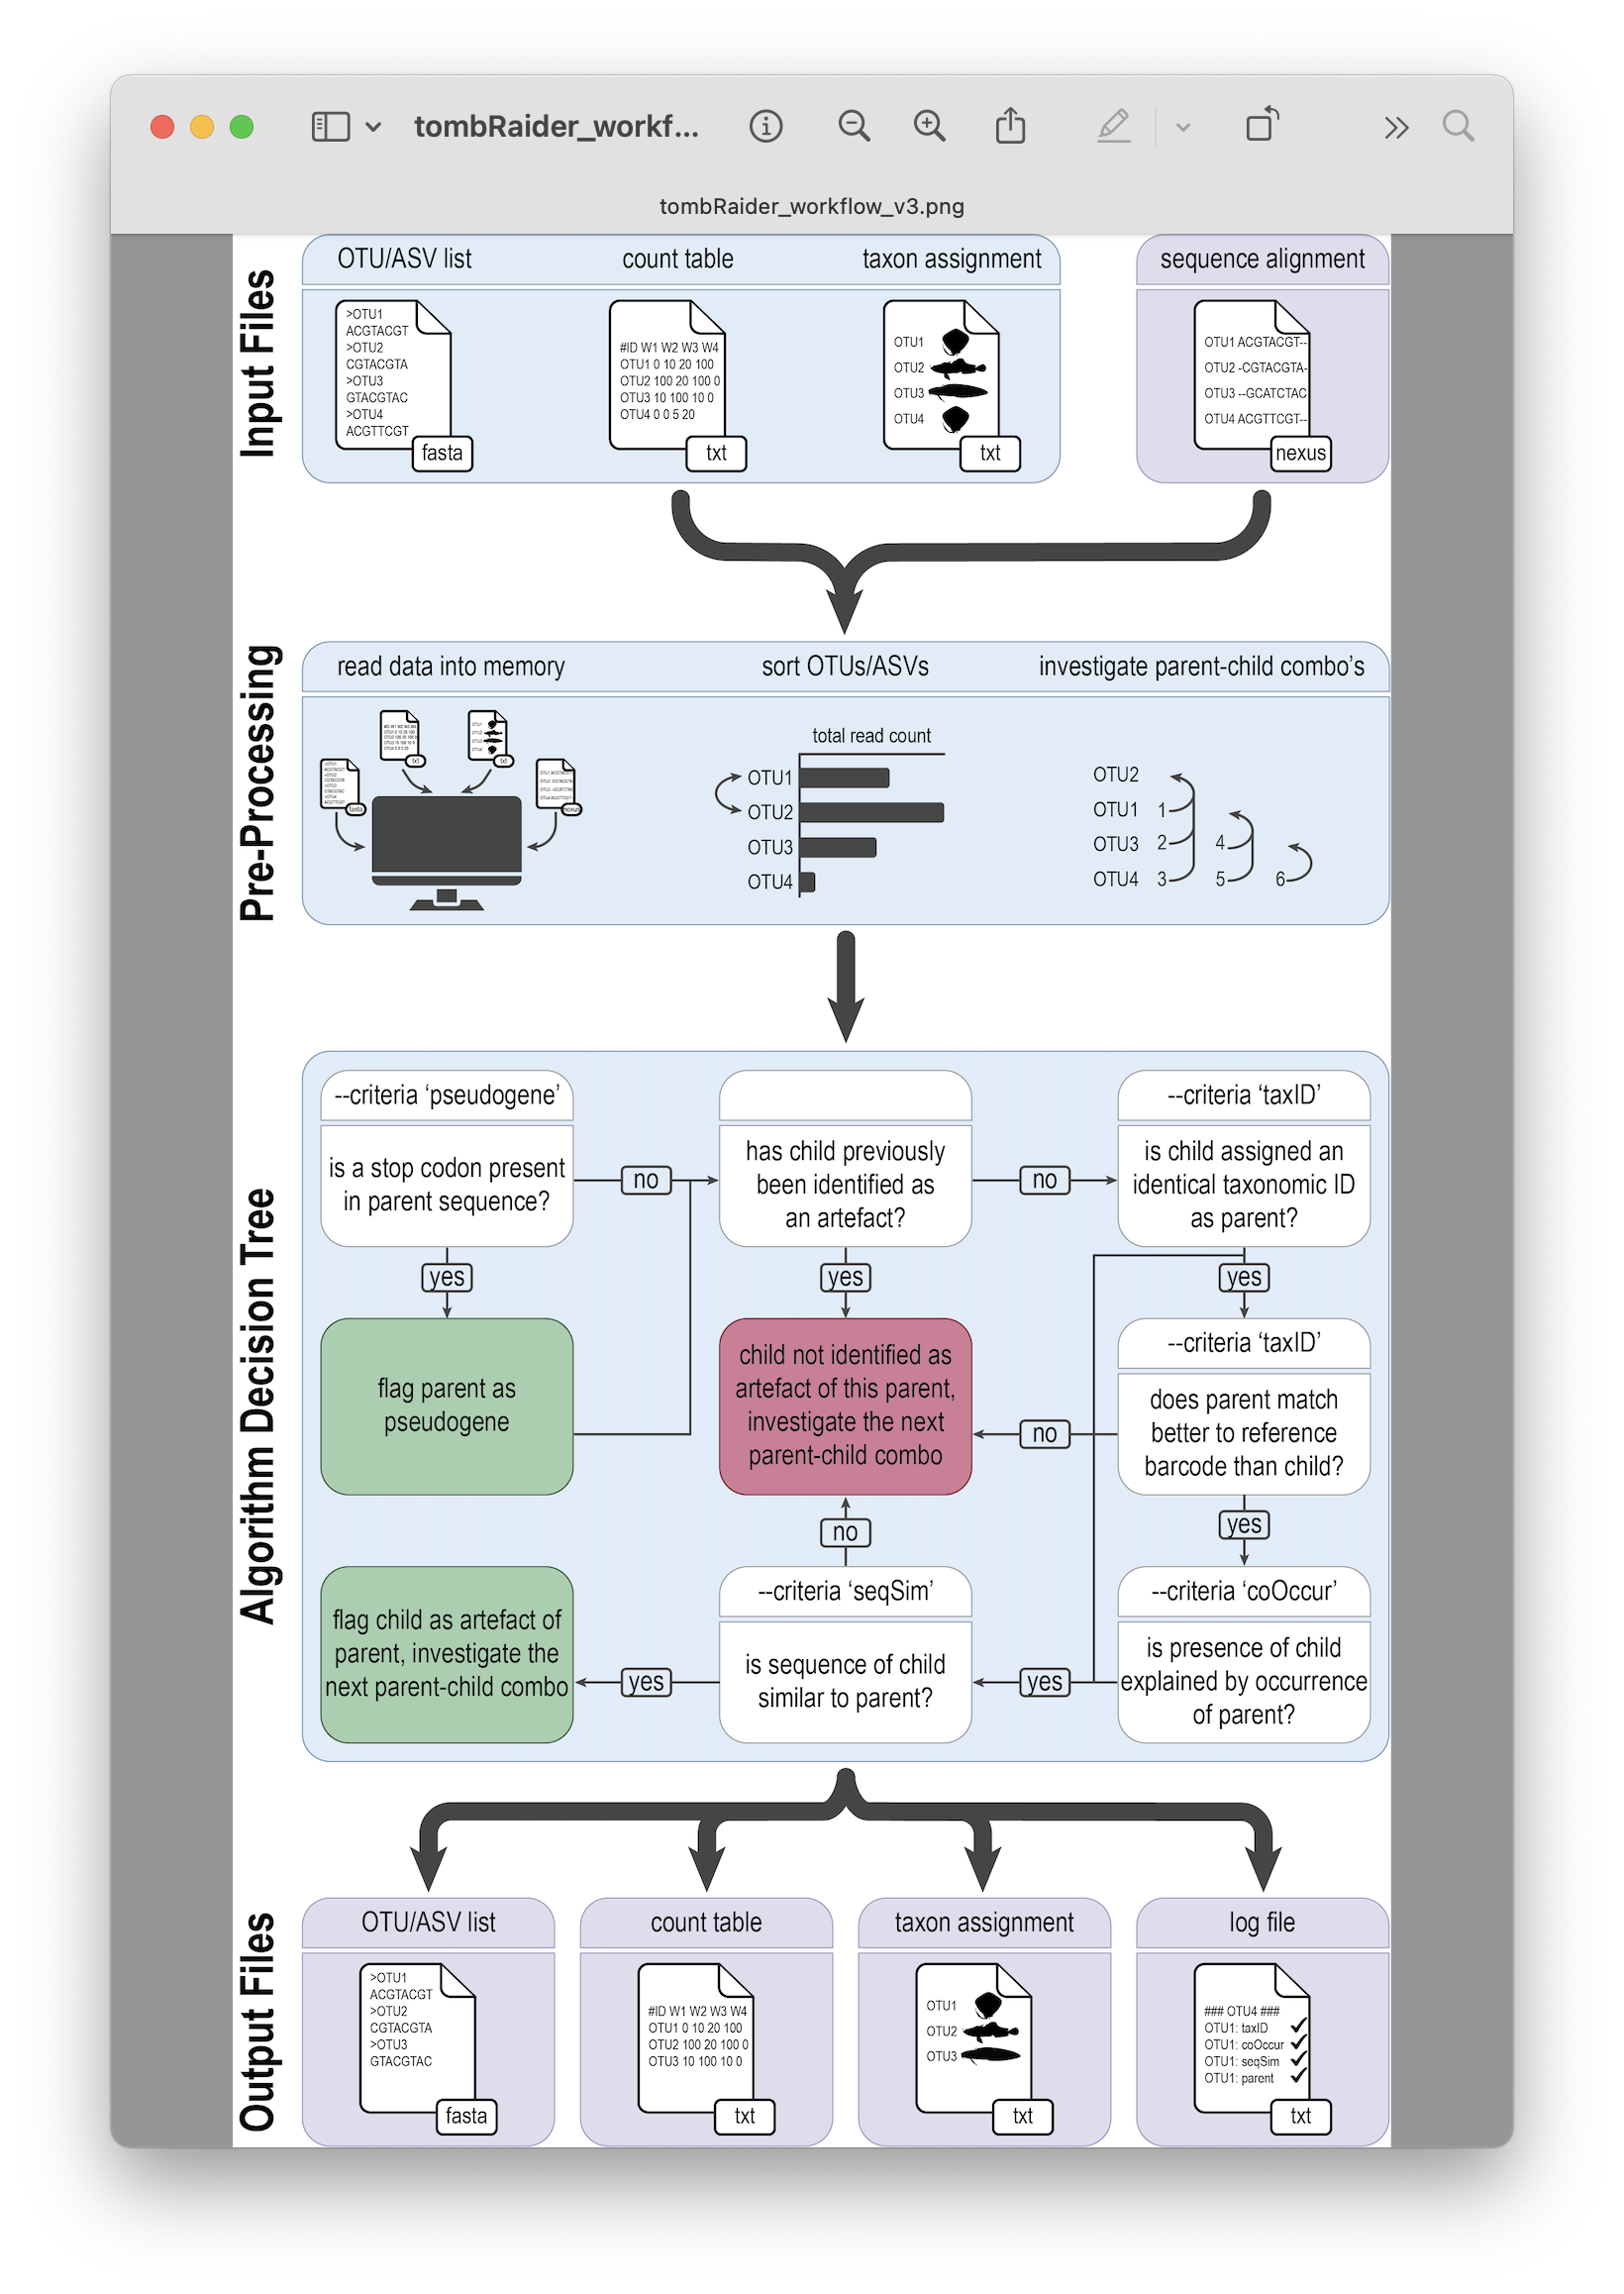 tombRaider_workf...
tombRaider_workflow_v3.png
Input Files
OTU/ASV list
count table
taxon assignment
sequence alignment
>OTU1
ACGTACGT
>OTU2
CGTACGTA
>OTU3
GTACGTAC
>OTU4
ACGTTCGT
fasta
#ID W1 W2 W3 W4
OTU1 0 10 20 100
OTU2 100 20 100 0
OTU3 10 100 10 0
OTU4 0 0 5 20
txt
OTU1
OTU2
OTU3
OTU4
txt
OTU1 ACGTACGT--
OTU2 -CGTACGTA-
OTU3 --GCATCTAC
OTU4 ACGTTCGT--
nexus
Pre-Processing
read data into memory
sort OTUs/ASVs
investigate parent-child combo’s
txt
txt
fasta
nexus
total read count
OTU1
OTU2
OTU3
OTU4
OTU2
OTU1 1
OTU3 2 4
OTU4 3 5 6
Algorithm Decision Tree
--criteria ‘pseudogene’
is a stop codon present
in parent sequence?
no
has child previously
been identified as
an artefact?
no
--criteria ‘taxID’
is child assigned an
identical taxonomic ID
as parent?
yes
yes
yes
flag parent as
pseudogene
child not identified as
artefact of this parent,
investigate the next
parent-child combo
no
--criteria ‘taxID’
does parent match
better to reference
barcode than child?
no
yes
flag child as artefact of
parent, investigate the
next parent-child combo
yes
--criteria ‘seqSim’
is sequence of child
similar to parent?
yes
--criteria ‘coOccur’
is presence of child
explained by occurrence
of parent?
Output Files
OTU/ASV list
count table
taxon assignment
log file
>OTU1
ACGTACGT
>OTU2
CGTACGTA
>OTU3
GTACGTAC
fasta
#ID W1 W2 W3 W4
OTU1 0 10 20 100
OTU2 100 20 100 0
OTU3 10 100 10 0
txt
OTU1
OTU2
OTU3
txt
### OTU4 ###
OTU1: taxID
OTU1: coOccur
OTU1: seqSim
OTU1: parent
txt